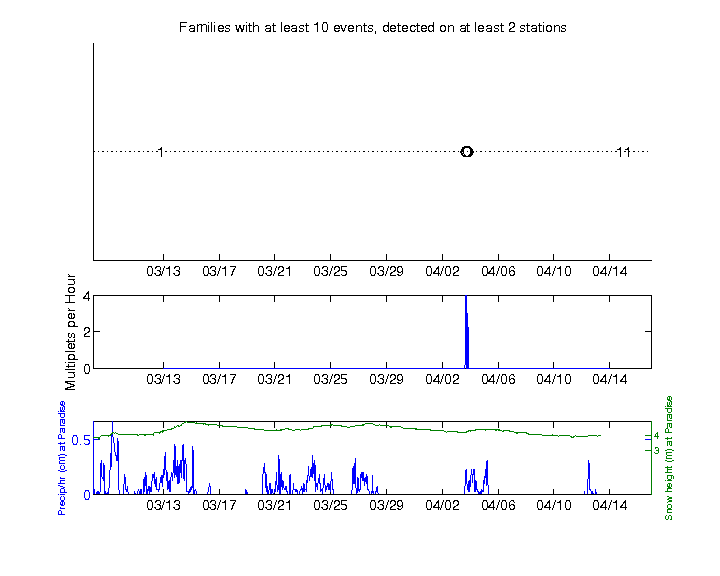 Families with at least 10 events, detected on at least 2 stations
1 11
03/13 03/17 03/21 03/25 03/29 04/02 04/06 04/10 04/14
Multiplets per Hour
4
2
0
03/13 03/17 03/21 03/25 03/29 04/02 04/06 04/10 04/14
Precip/hr (cm) at Paradise
0.5
0
4
3
Snow height (m) at Paradise
03/13 03/17 03/21 03/25 03/29 04/02 04/06 04/10 04/14